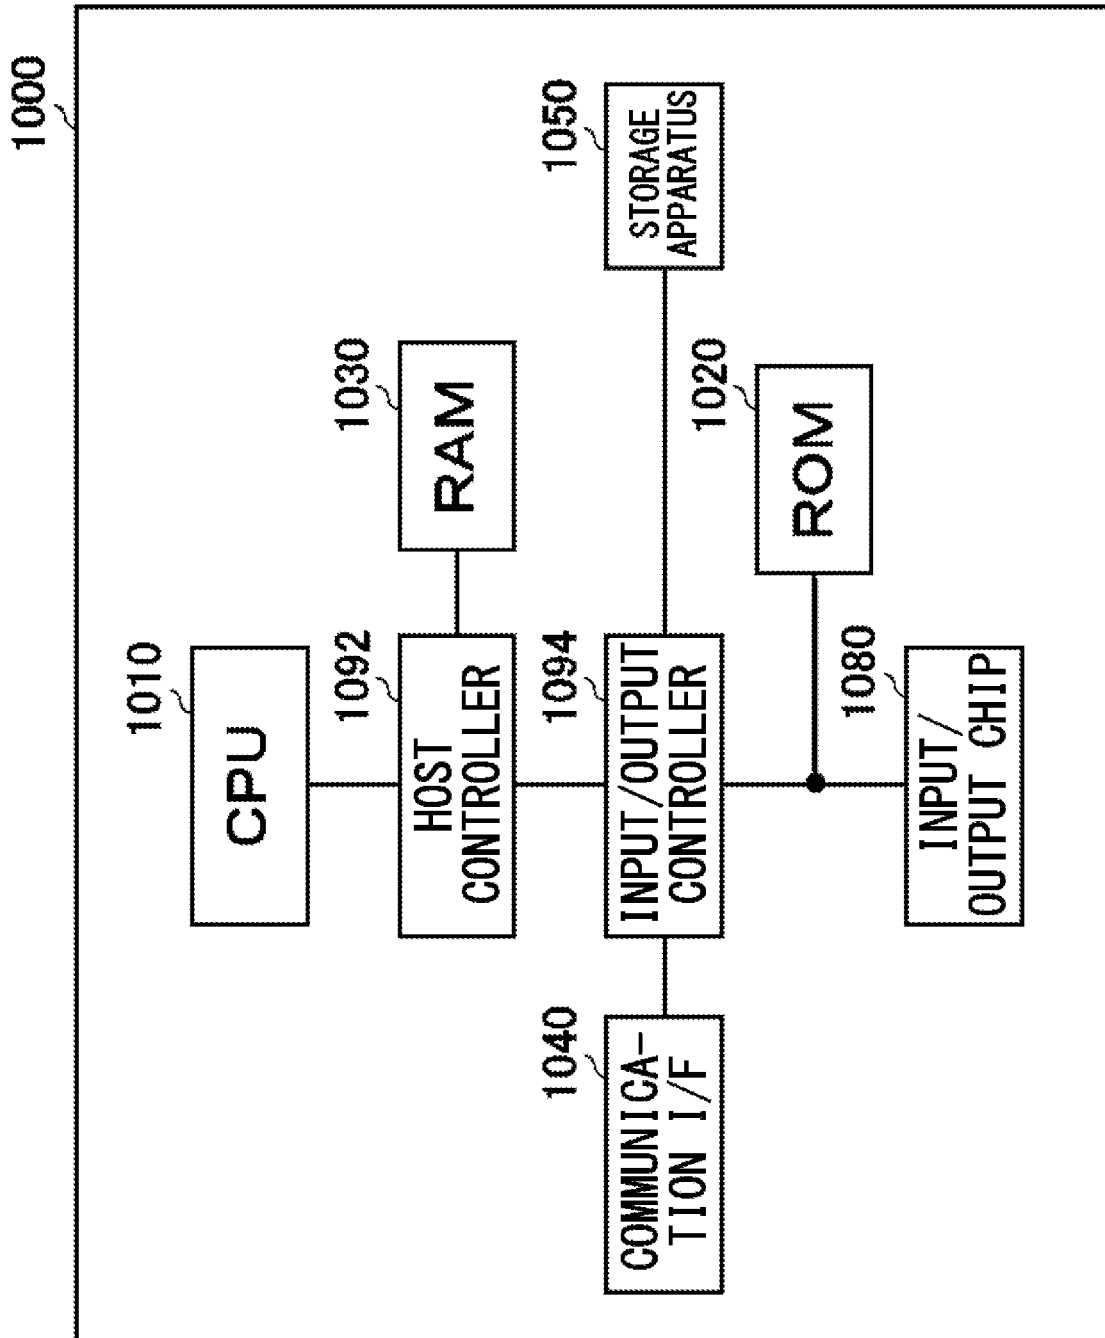 1000
1010
CPU
1092
HOST
CONTROLLER
1030
RAM
1040
COMMUNICA-
TION I/F
1094
INPUT/OUTPUT
CONTROLLER
1050
STORAGE
APPARATUS
1020
ROM
1080
INPUT/
OUTPUT CHIP